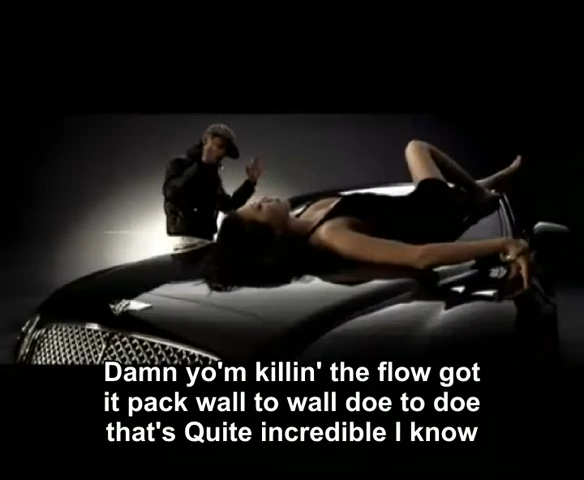 Damn yo'm killin' the flow got
it pack wall to wall doe to doe
that's Quite incredible I know